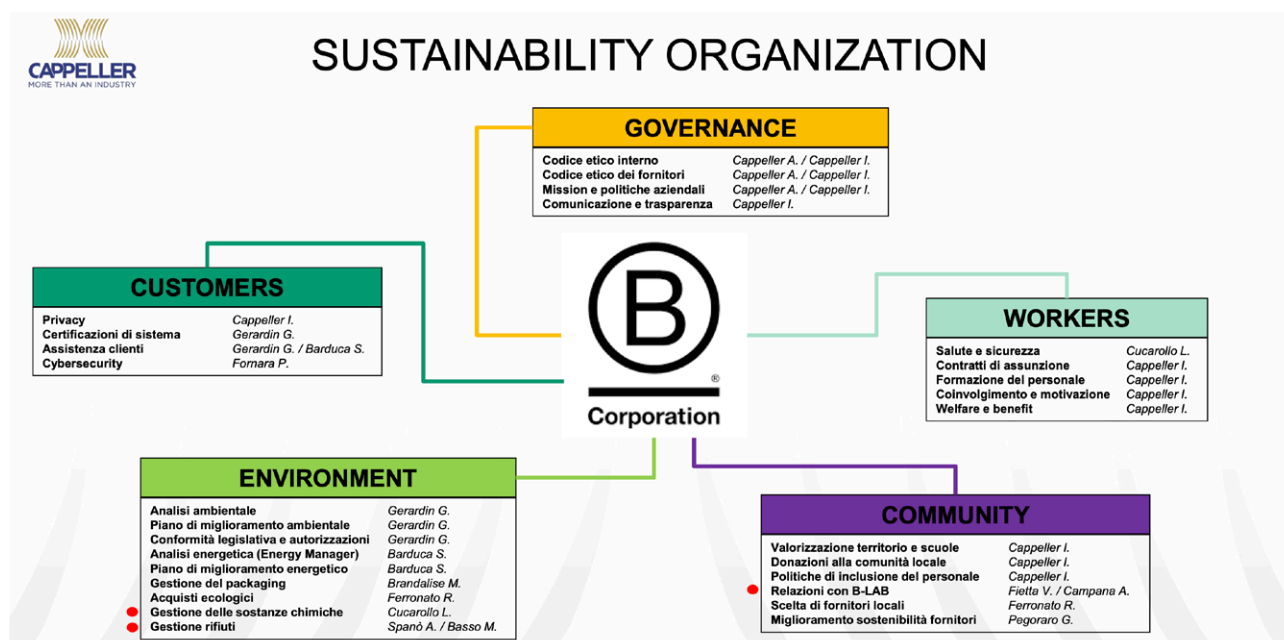 CAPPELLER
MORE THAN AN INDUSTRY
SUSTAINABILITY ORGANIZATION
GOVERNANCE
Codice etico interno Cappeller A. / Cappeller I.
Codice etico dei fornitori Cappeller A. / Cappeller I.
Mission e politiche aziendali Cappeller A. / Cappeller I.
Comunicazione e trasparenza Cappeller I.
CUSTOMERS
Privacy Cappeller I.
Certificazioni di sistema Gerardin G.
Assistenza clienti Gerardin G. / Barduca S.
Cybersecurity Fornara P.
B
®
Corporation
WORKERS
Salute e sicurezza Cucarollo L.
Contratti di assunzione Cappeller I.
Formazione del personale Cappeller I.
Coinvolgimento e motivazione Cappeller I.
Welfare e benefit Cappeller I.
ENVIRONMENT
Analisi ambientale Gerardin G.
Piano di miglioramento ambientale Gerardin G.
Conformità legislativa e autorizzazioni Gerardin G.
Analisi energetica (Energy Manager) Barduca S.
Piano di miglioramento energetico Barduca S.
Gestione del packaging Brandalise M.
Acquisti ecologici Ferronato R.
Gestione delle sostanze chimiche Cucarollo L.
Gestione rifiuti Spanò A. / Basso M.
COMMUNITY
Valorizzazione territorio e scuole Cappeller I.
Donazioni alla comunità locale Cappeller I.
Politiche di inclusione del personale Cappeller I.
Relazioni con B-LAB Fietta V. / Campana A.
Scelta di fornitori locali Ferronato R.
Miglioramento sostenibilità fornitori Pegoraro G.